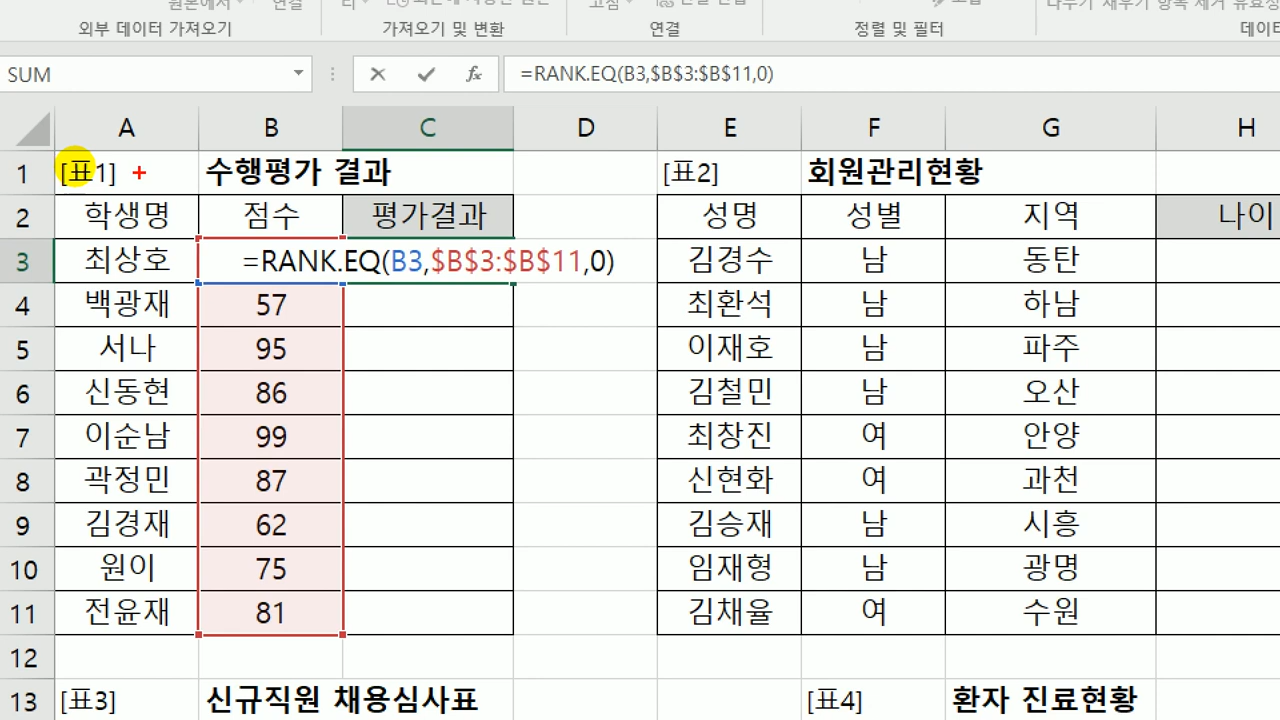 외부 데이터 가져오기 가져오기 및 변환 연결 정렬 및 필터
SUM =RANK.EQ(B3,$B$3:$B$11,0)
A B C D E F G H
1 [표1] + 수행평가 결과 [표2] 회원관리현황
2 학생명 점수 평가결과 성명 성별 지역 나이
3 최상호 =RANK.EQ(B3,$B$3:$B$11,0) 김경수 남 동탄
4 백광재 57 최환석 남 하남
5 서나 95 이재호 남 파주
6 신동현 86 김철민 남 오산
7 이순남 99 최창진 여 안양
8 곽정민 87 신현화 여 과천
9 김경재 62 김승재 남 시흥
10 원이 75 임재형 남 광명
11 전윤재 81 김채율 여 수원
12
13 [표3] 신규직원 채용심사표 [표4] 환자 진료현황